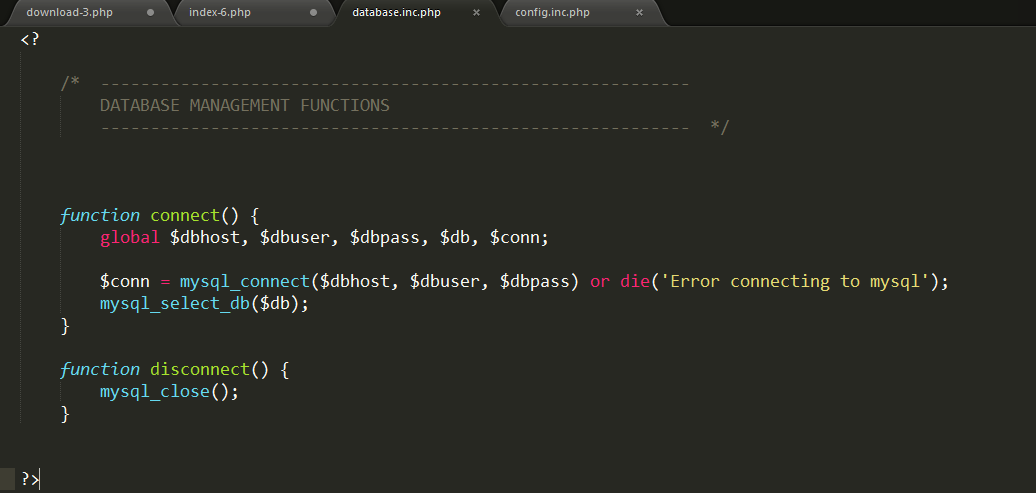 download-3.php index-6.php database.inc.php × config.inc.php ×
<?
/* -----------------------------------------------------------
DATABASE MANAGEMENT FUNCTIONS
----------------------------------------------------------- */
function connect() {
global $dbhost, $dbuser, $dbpass, $db, $conn;
$conn = mysql_connect($dbhost, $dbuser, $dbpass) or die('Error connecting to mysql');
mysql_select_db($db);
}
function disconnect() {
mysql_close();
}
?>